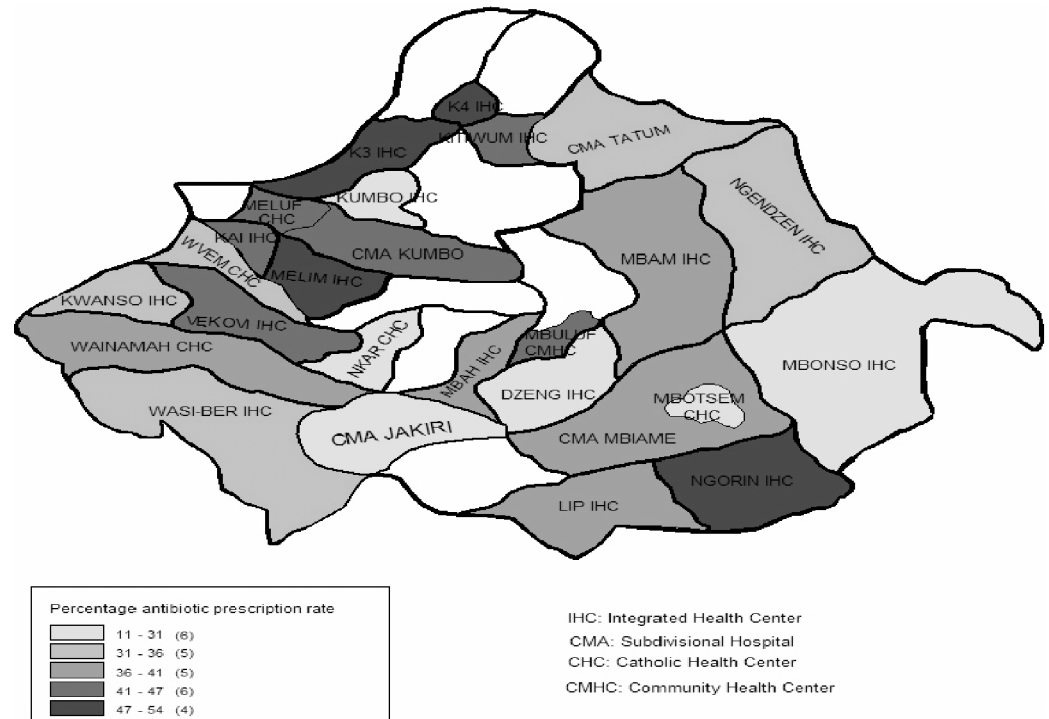 K4 IHC
KITIWUM IHC
CMA TATUM
K3 IHC
KUMBO IHC
NGENDZEN IHC
MELUF
CHC
KAI IHC
WVEM CHC
CMA KUMBO
MBAM IHC
MELIM IHC
KWANSO IHC
VEKOVI IHC
WAINAMAH CHC
NKAR CHC
MBAH IHC
MBULUF
CMHC
MBONSO IHC
DZENG IHC
MBOTSEM
CHC
WASI-BER IHC
CMA JAKIRI
CMA MBIAME
NGORIN IHC
LIP IHC
Percentage antibiotic prescription rate
11 - 31 (6)
31 - 36 (5)
36 - 41 (5)
41 - 47 (6)
47 - 54 (4)
IHC: Integrated Health Center
CMA: Subdivisional Hospital
CHC: Catholic Health Center
CMHC: Community Health Center